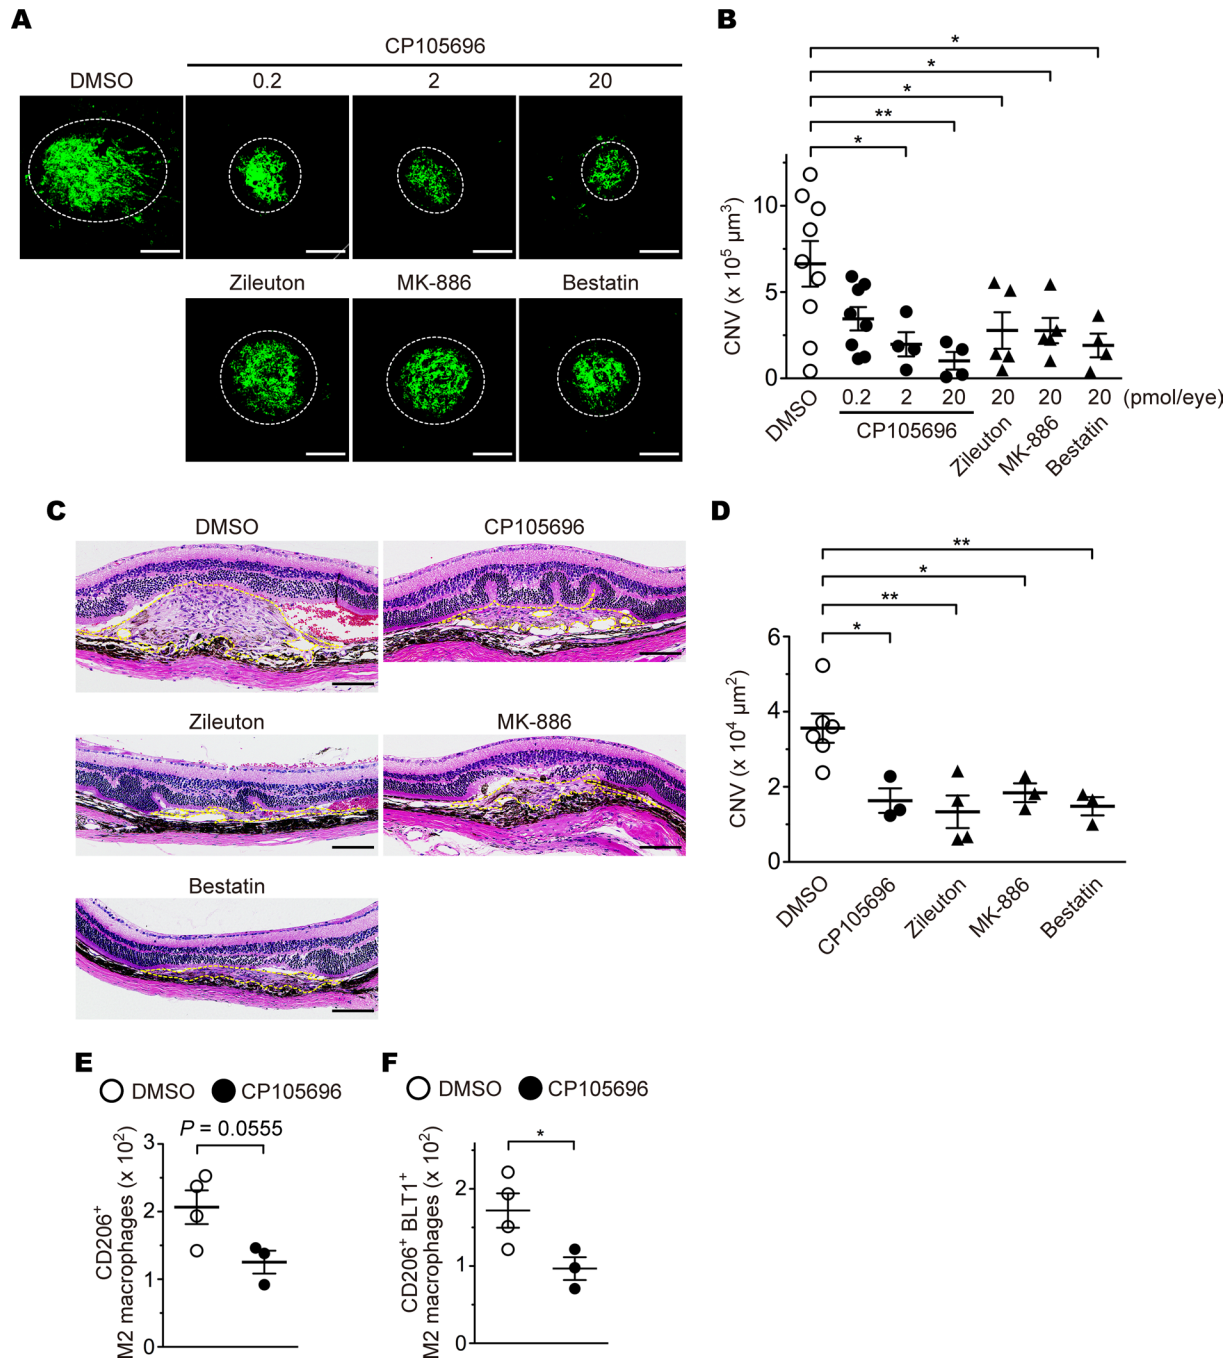 A
CP105696
DMSO 0.2 2 20
Zileuton MK-886 Bestatin
B
*
*
*
**
*
CNV (x 10⁵ µm³)
10
5
0
DMSO
0.2 2 20 20 20 20 (pmol/eye)
CP105696
Zileuton
MK-886
Bestatin
C
DMSO CP105696
Zileuton MK-886
Bestatin
D
**
*
**
*
CNV (x 10⁴ µm²)
6
4
2
0
DMSO
CP105696
Zileuton
MK-886
Bestatin
E
DMSO CP105696
P = 0.0555
CD206⁺
M2 macrophages (x 10²)
3
2
1
0
F
DMSO CP105696
*
CD206⁺ BLT1⁺
M2 macrophages (x 10²)
2
1
0